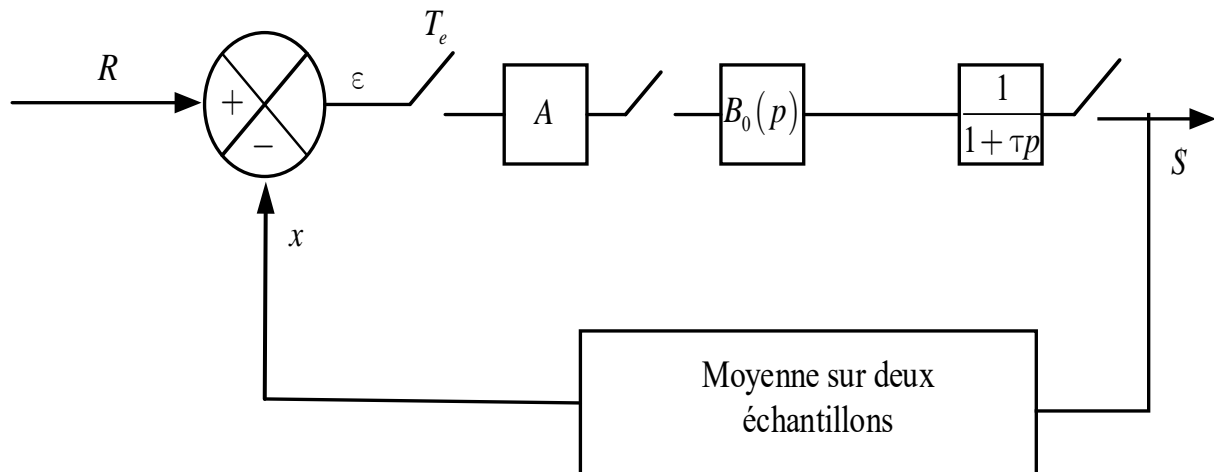 T_e
R
ε
+
−
A
B_0(p)
1
1 + τp
S
x
Moyenne sur deux
échantillons